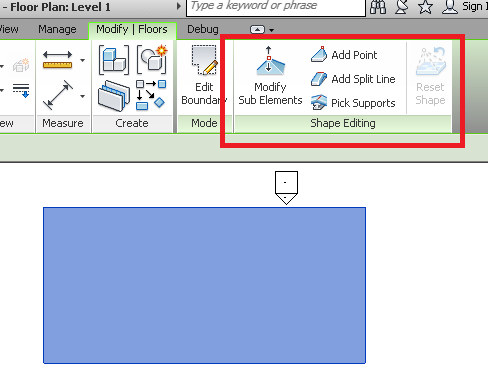 - Floor Plan: Level 1
Type a keyword or phrase
Sign I
View Manage Modify | Floors Debug
Edit Boundary
Modify Sub Elements
Add Point
Add Split Line
Pick Supports
Reset Shape
ew Measure Create Mode Shape Editing